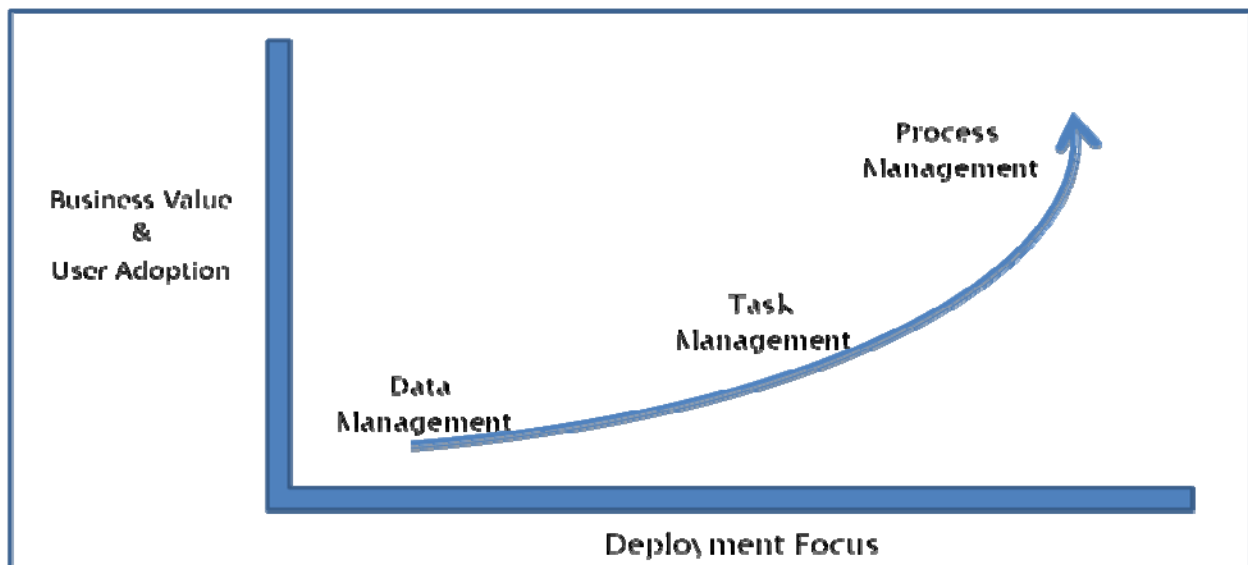 Process
Management
Business Value
&
User Adoption
Task
Management
Data
Management
Deployment Focus